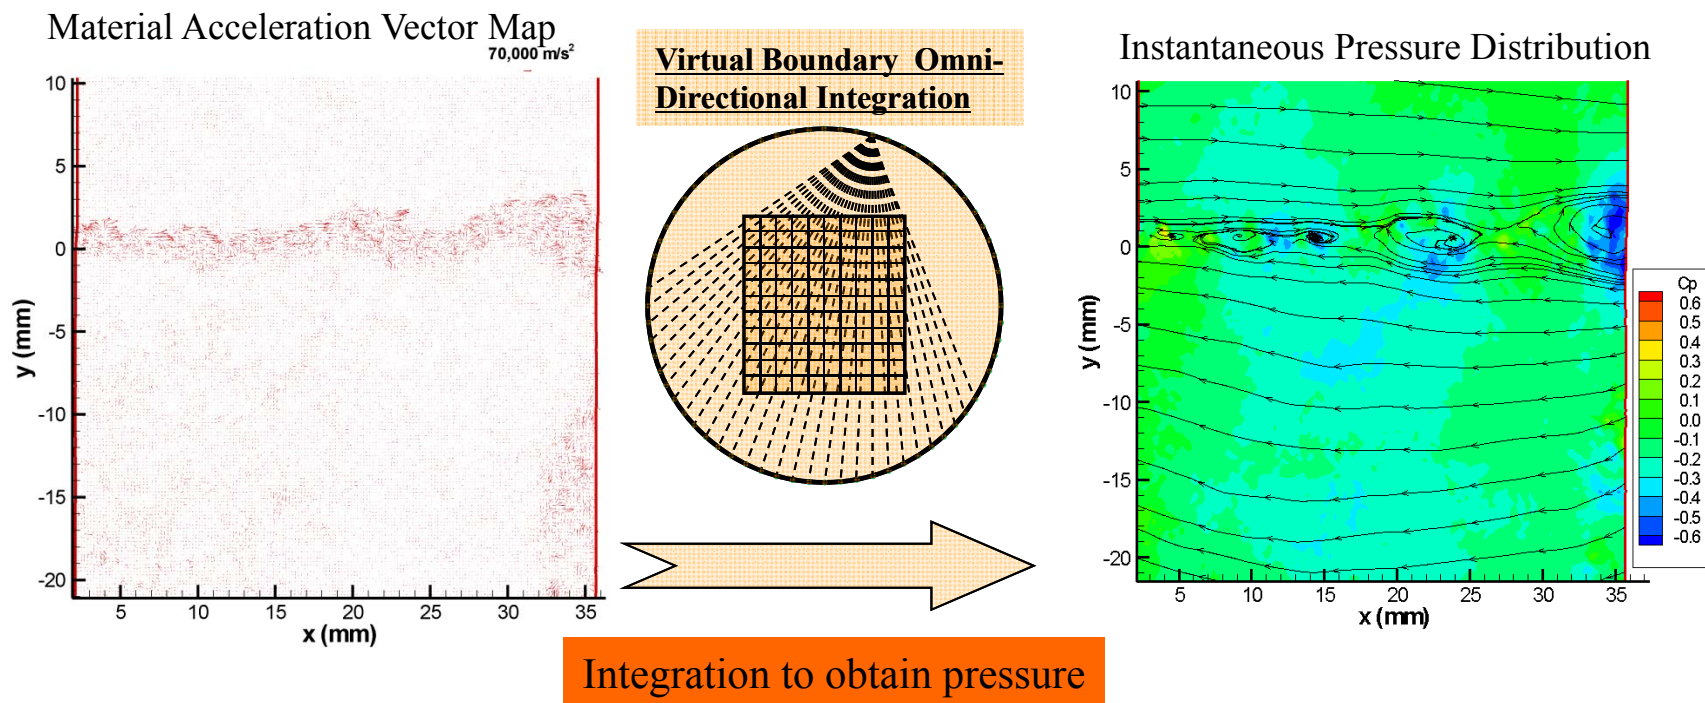 Material Acceleration Vector Map
70,000 m/s²
10
5
0
-5
-10
-15
-20
y (mm)
5 10 15 20 25 30 35
x (mm)
Virtual Boundary Omni-
Directional Integration
Integration to obtain pressure
Instantaneous Pressure Distribution
10
5
0
-5
-10
-15
-20
y (mm)
5 10 15 20 25 30 35
x (mm)
Cp
0.6
0.5
0.4
0.3
0.2
0.1
0.0
-0.1
-0.2
-0.3
-0.4
-0.5
-0.6